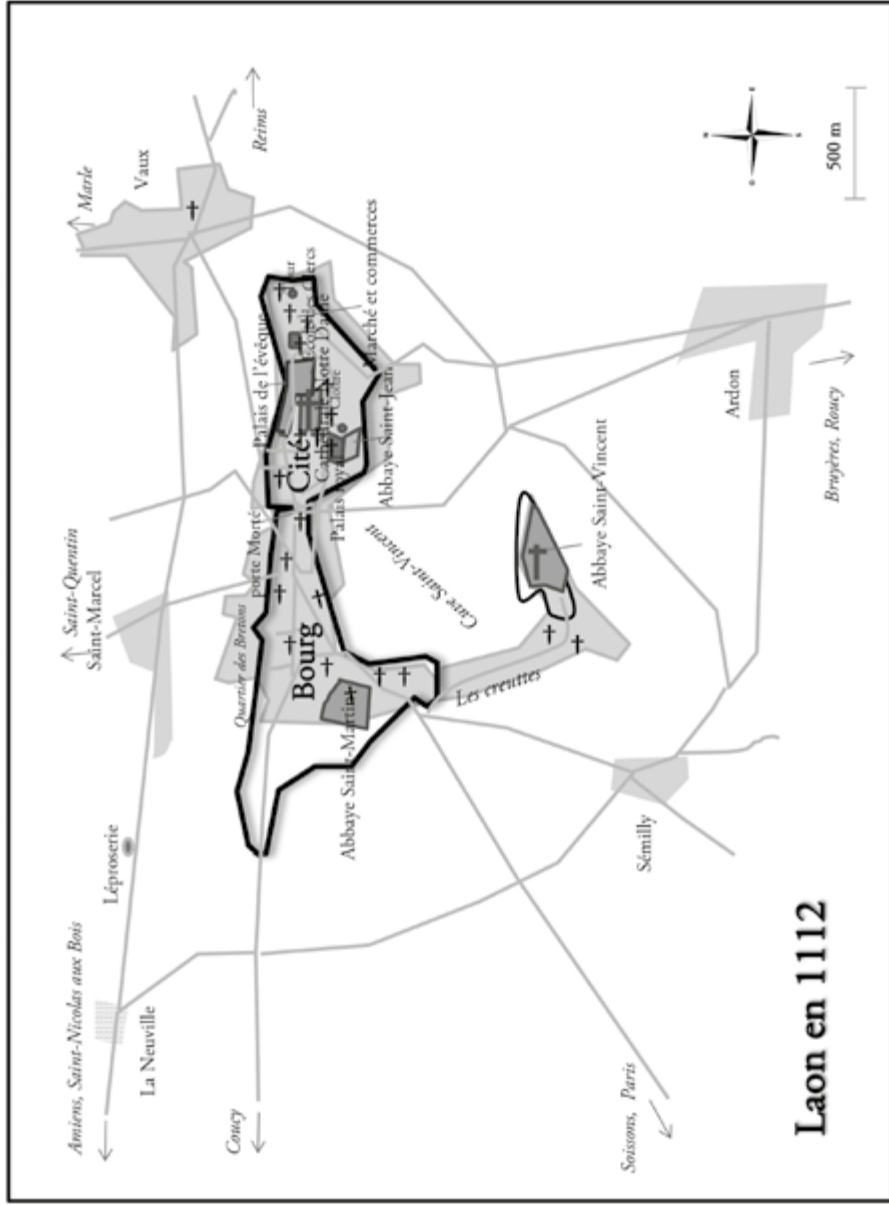 Amiens, Saint-Nicolas aux Bois
Saint-Quentin
Marle
Saint-Marcel
Léproserie
Vaux
La Neuville
Coucy
Quartier des Bretons
porte Morté
Palais de l'évêque
Reims
Bourg
Cité
Cathédrale Notre Dame
Cloître
Abbaye Saint-Martin
Palais
Marché et commerces
Abbaye Saint-Jean
Cuve Saint-Vincent
Les creuttes
Abbaye Saint-Vincent
Soissons, Paris
Sémilly
Ardon
Bruyères, Roucy
N
O
E
S
500 m
Laon en 1112